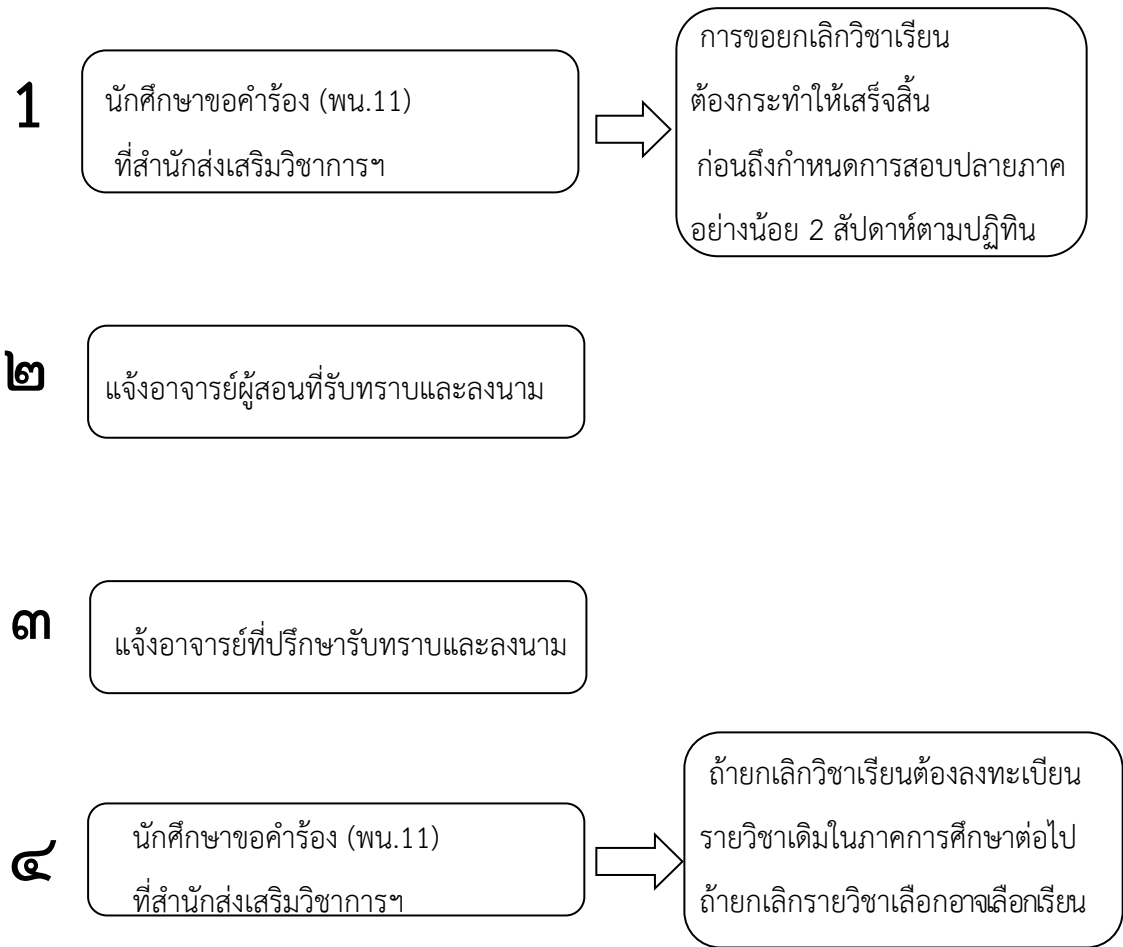 1
นักศึกษาขอคำร้อง (พน.11)
ที่สำนักส่งเสริมวิชาการฯ
การขอยกเลิกวิชาเรียน
ต้องกระทำให้เสร็จสิ้น
ก่อนถึงกำหนดการสอบปลายภาค
อย่างน้อย 2 สัปดาห์ตามปฏิทิน
๒
แจ้งอาจารย์ผู้สอนที่รับทราบและลงนาม
๓
แจ้งอาจารย์ที่ปรึกษารับทราบและลงนาม
๔
นักศึกษาขอคำร้อง (พน.11)
ที่สำนักส่งเสริมวิชาการฯ
ถ้ายกเลิกวิชาเรียนต้องลงทะเบียน
รายวิชาเดิมในภาคการศึกษาต่อไป
ถ้ายกเลิกรายวิชาเลือกอาจเลือกเรียน